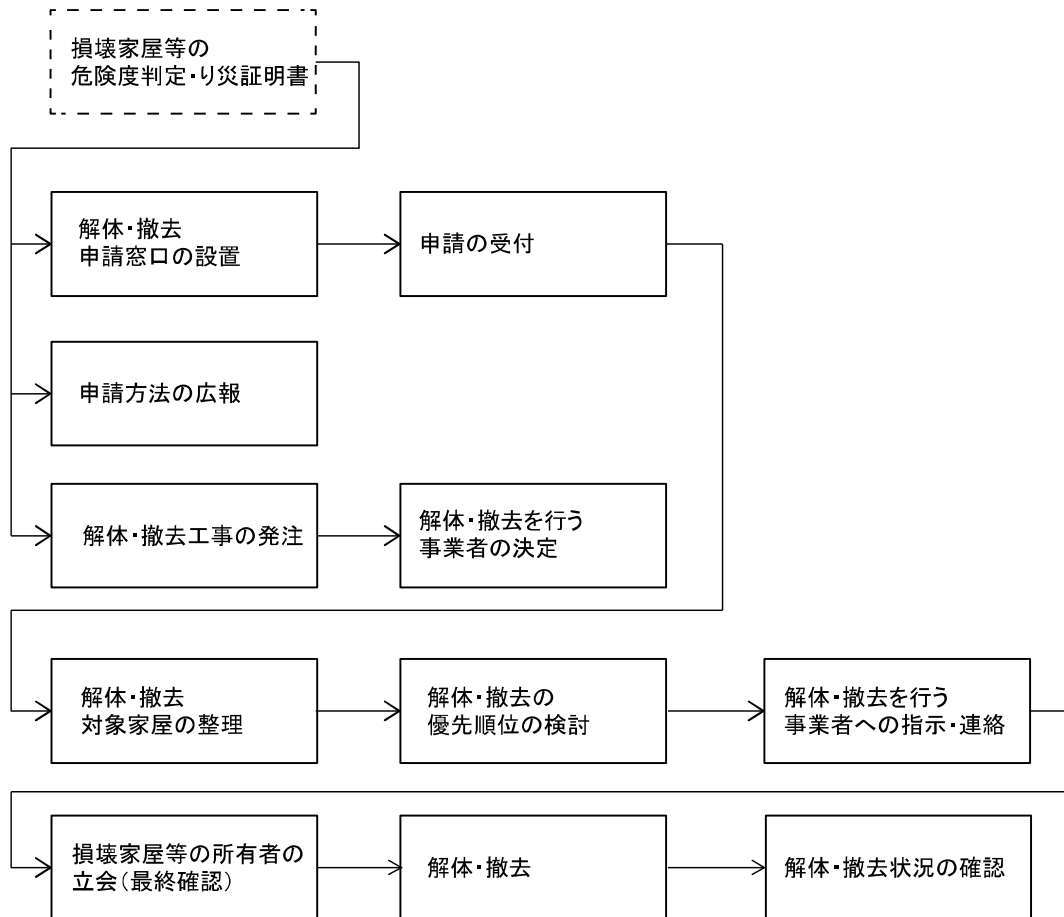 損壊家屋等の
危険度判定・り災証明書
解体・撤去
申請窓口の設置
申請の受付
申請方法の広報
解体・撤去工事の発注
解体・撤去を行う
事業者の決定
解体・撤去
対象家屋の整理
解体・撤去の
優先順位の検討
解体・撤去を行う
事業者への指示・連絡
損壊家屋等の所有者の
立会(最終確認)
解体・撤去
解体・撤去状況の確認